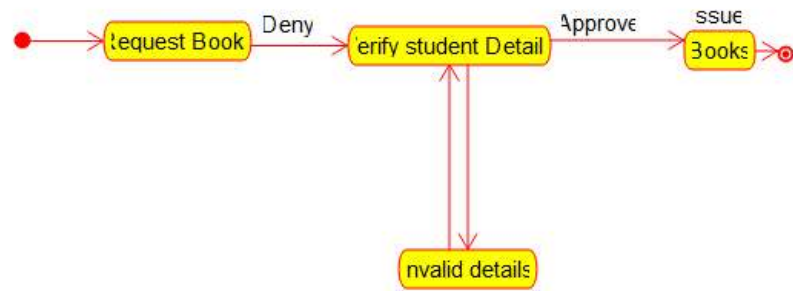 Deny
Approve
ssue
Request Book
erify student Detail
Books
nvalid details